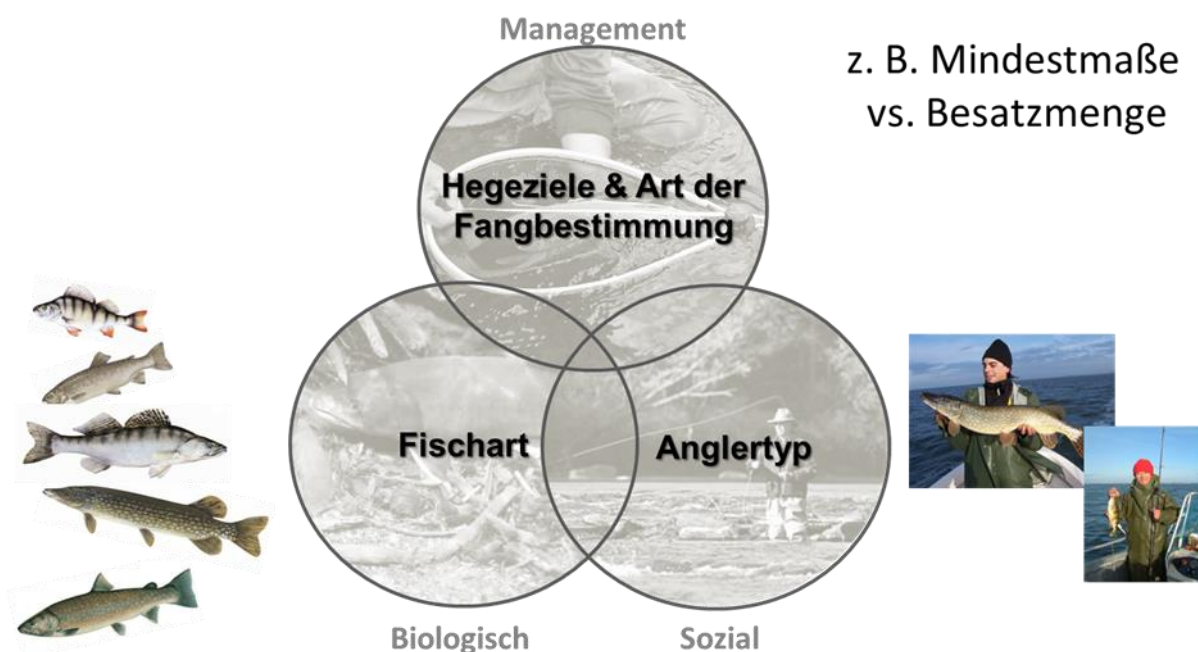 Management
z. B. Mindestmaße
vs. Besatzmenge
Hegeziele & Art der
Fangbestimmung
Fischart
Anglertyp
Biologisch
Sozial